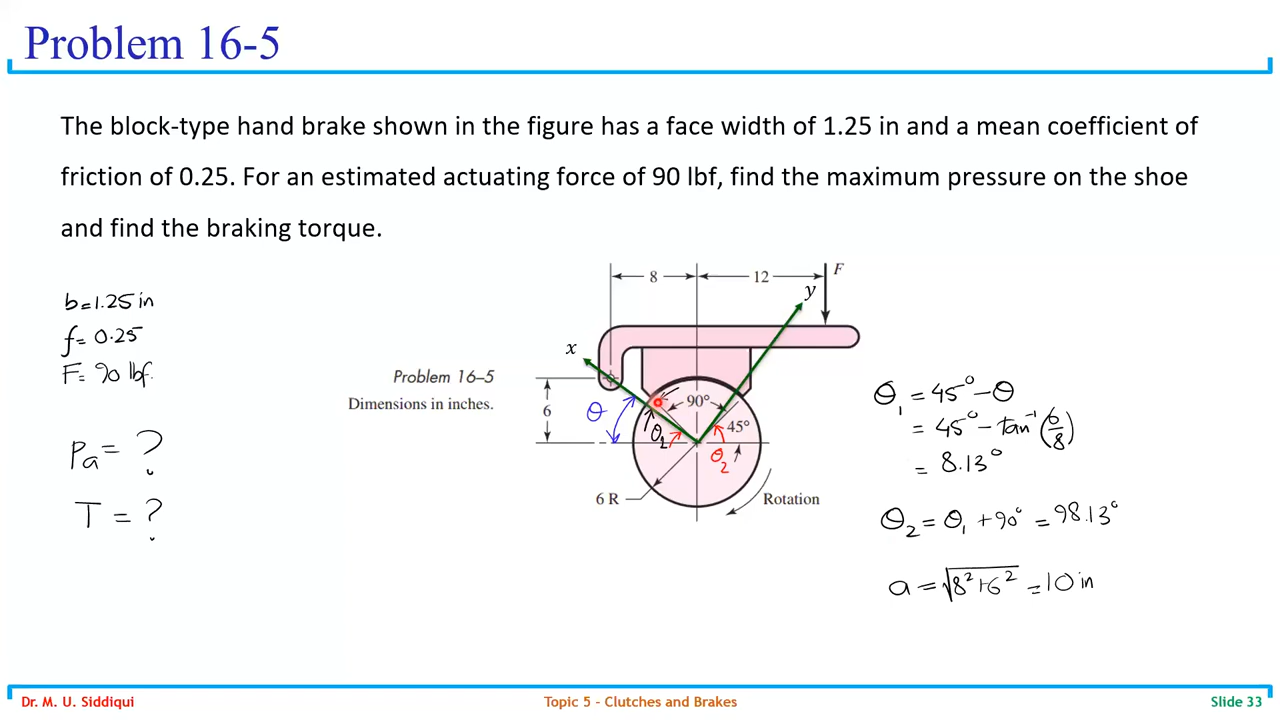 Problem 16-5
The block-type hand brake shown in the figure has a face width of 1.25 in and a mean coefficient of
friction of 0.25. For an estimated actuating force of 90 lbf, find the maximum pressure on the shoe
and find the braking torque.
b=1.25 in
f=0.25
F=90 lbf.
Pa = ?
T = ?
8
12
F
y
x
Problem 16–5
Dimensions in inches.
6
θ
90°
45°
θ2
θ2
6 R
Rotation
θ1 = 45° - θ
= 45° - tan⁻¹ (6/8)
= 8.13°
θ2 = θ1 + 90° = 98.13°
a = √8²+6² = 10 in
Dr. M. U. Siddiqui
Topic 5 - Clutches and Brakes
Slide 33